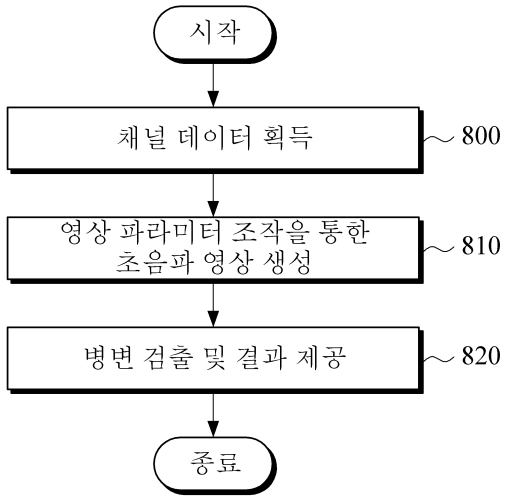 시작
채널 데이터 획득
800
영상 파라미터 조작을 통한
초음파 영상 생성
810
병변 검출 및 결과 제공
820
종료